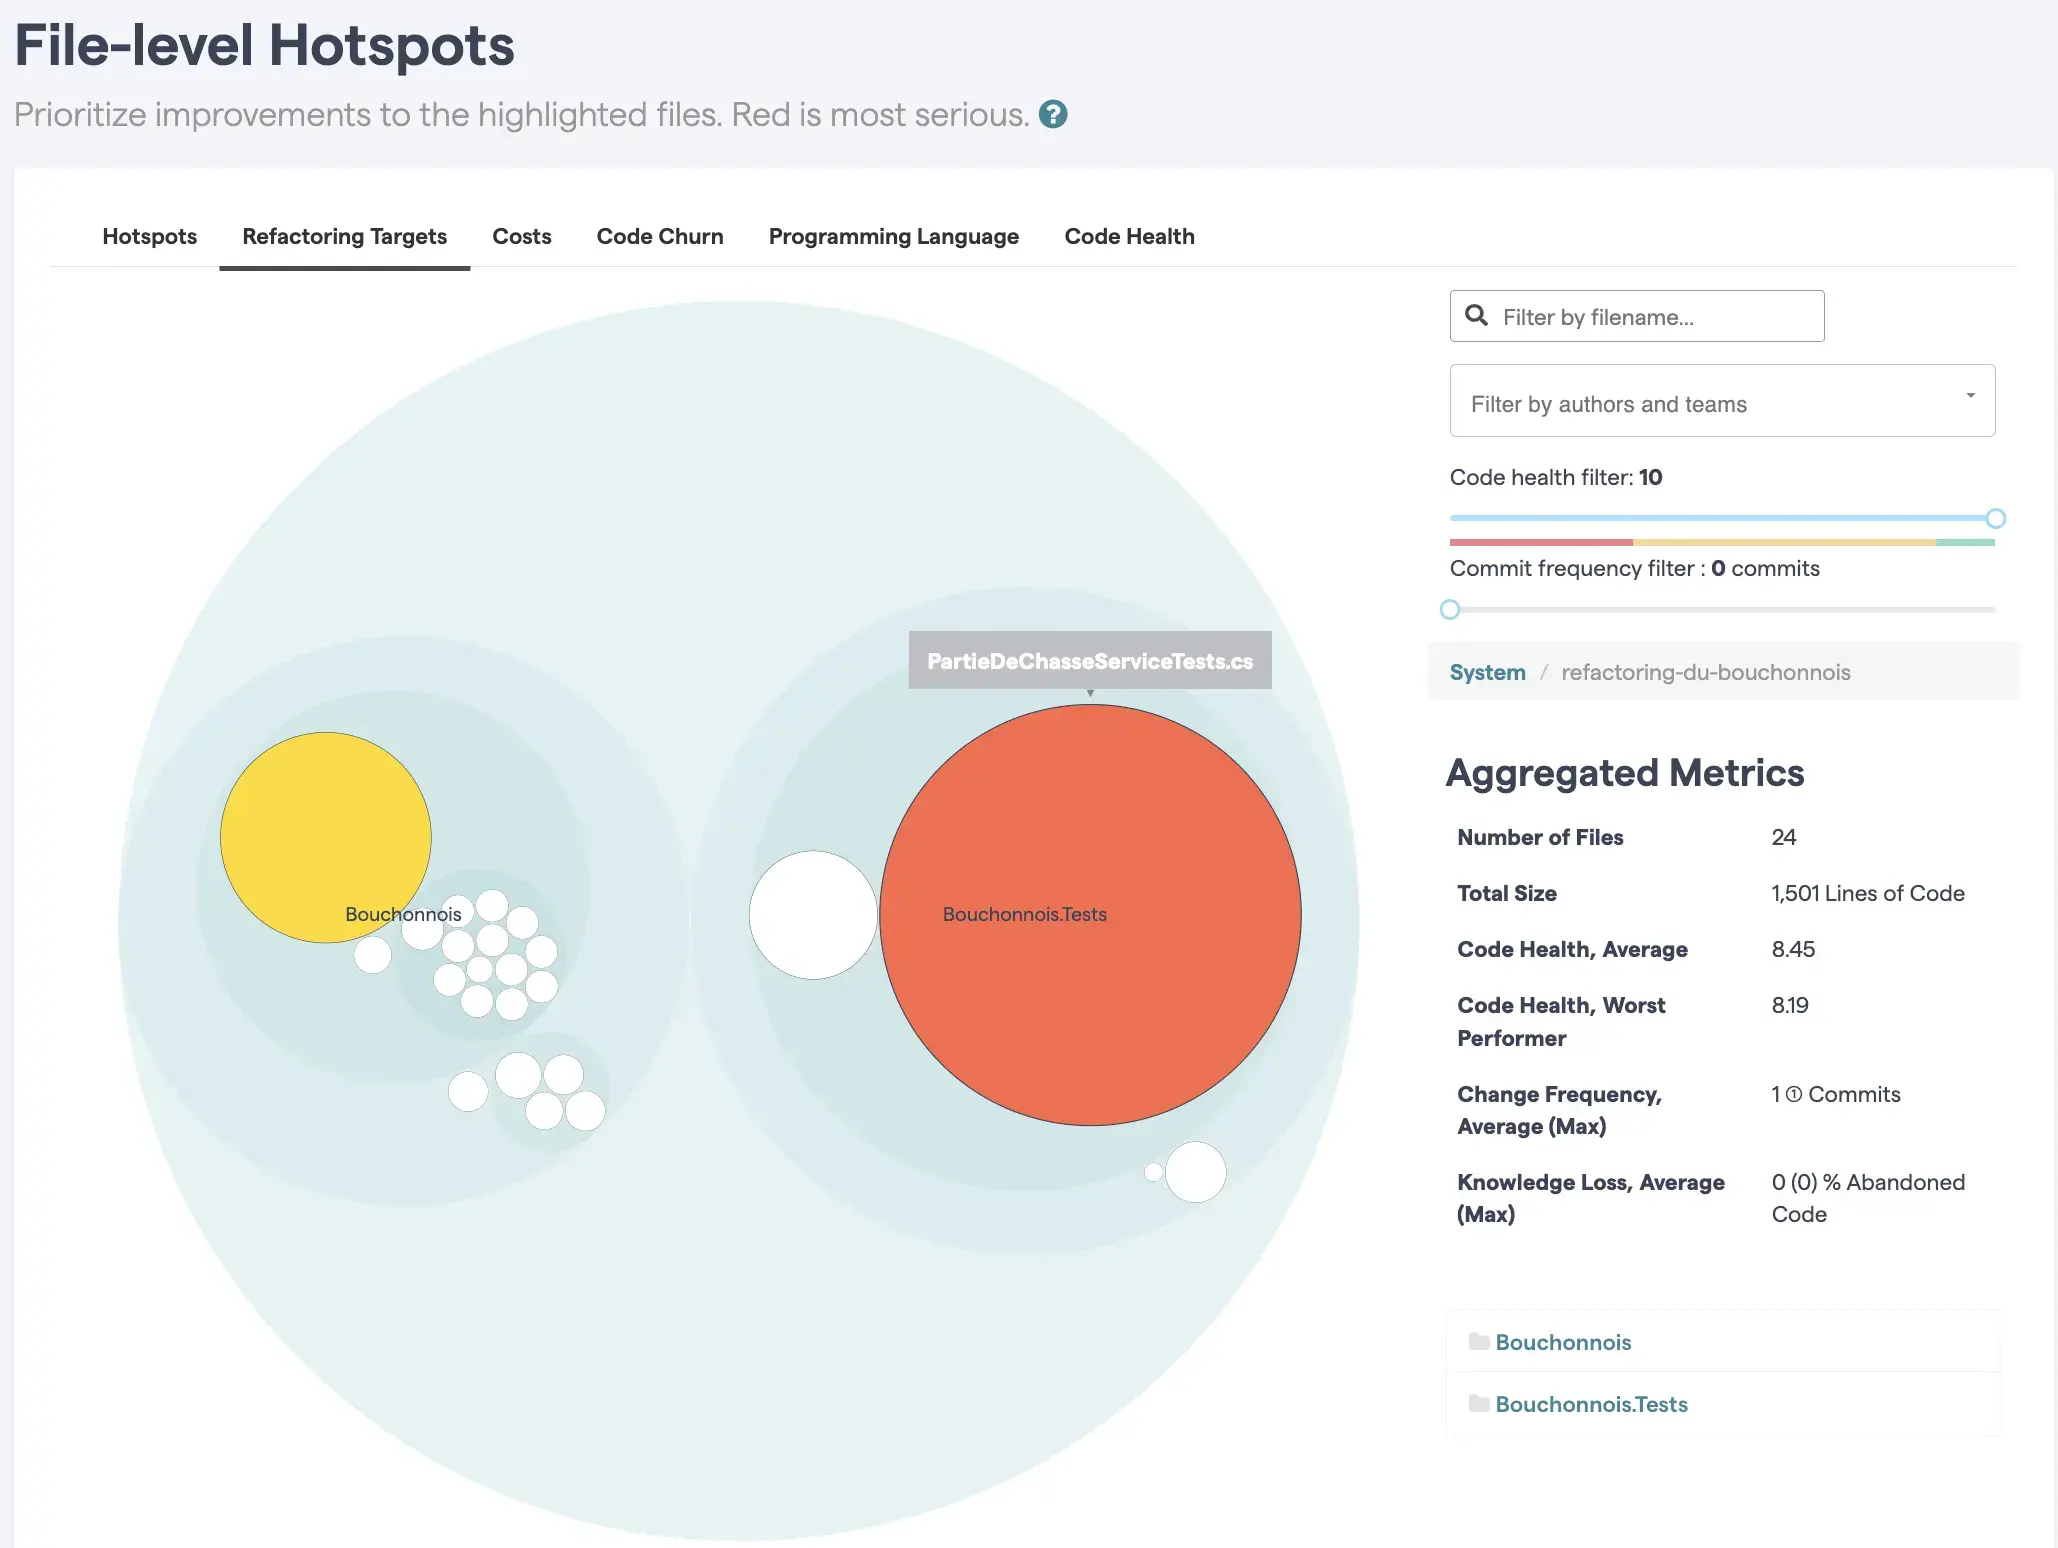 File-level Hotspots
Prioritize improvements to the highlighted files. Red is most serious. ?
Hotspots Refactoring Targets Costs Code Churn Programming Language Code Health
Filter by filename...
Filter by authors and teams
Code health filter: 10
Commit frequency filter : 0 commits
PartieDeChasseServiceTests.cs
System / refactoring-du-bouchonnois
Bouchonnois
Bouchonnois.Tests
Aggregated Metrics
Number of Files 24
Total Size 1,501 Lines of Code
Code Health, Average 8.45
Code Health, Worst 8.19
Performer
Change Frequency, 1 ① Commits
Average (Max)
Knowledge Loss, Average 0 (0) % Abandoned
(Max) Code
Bouchonnois
Bouchonnois.Tests